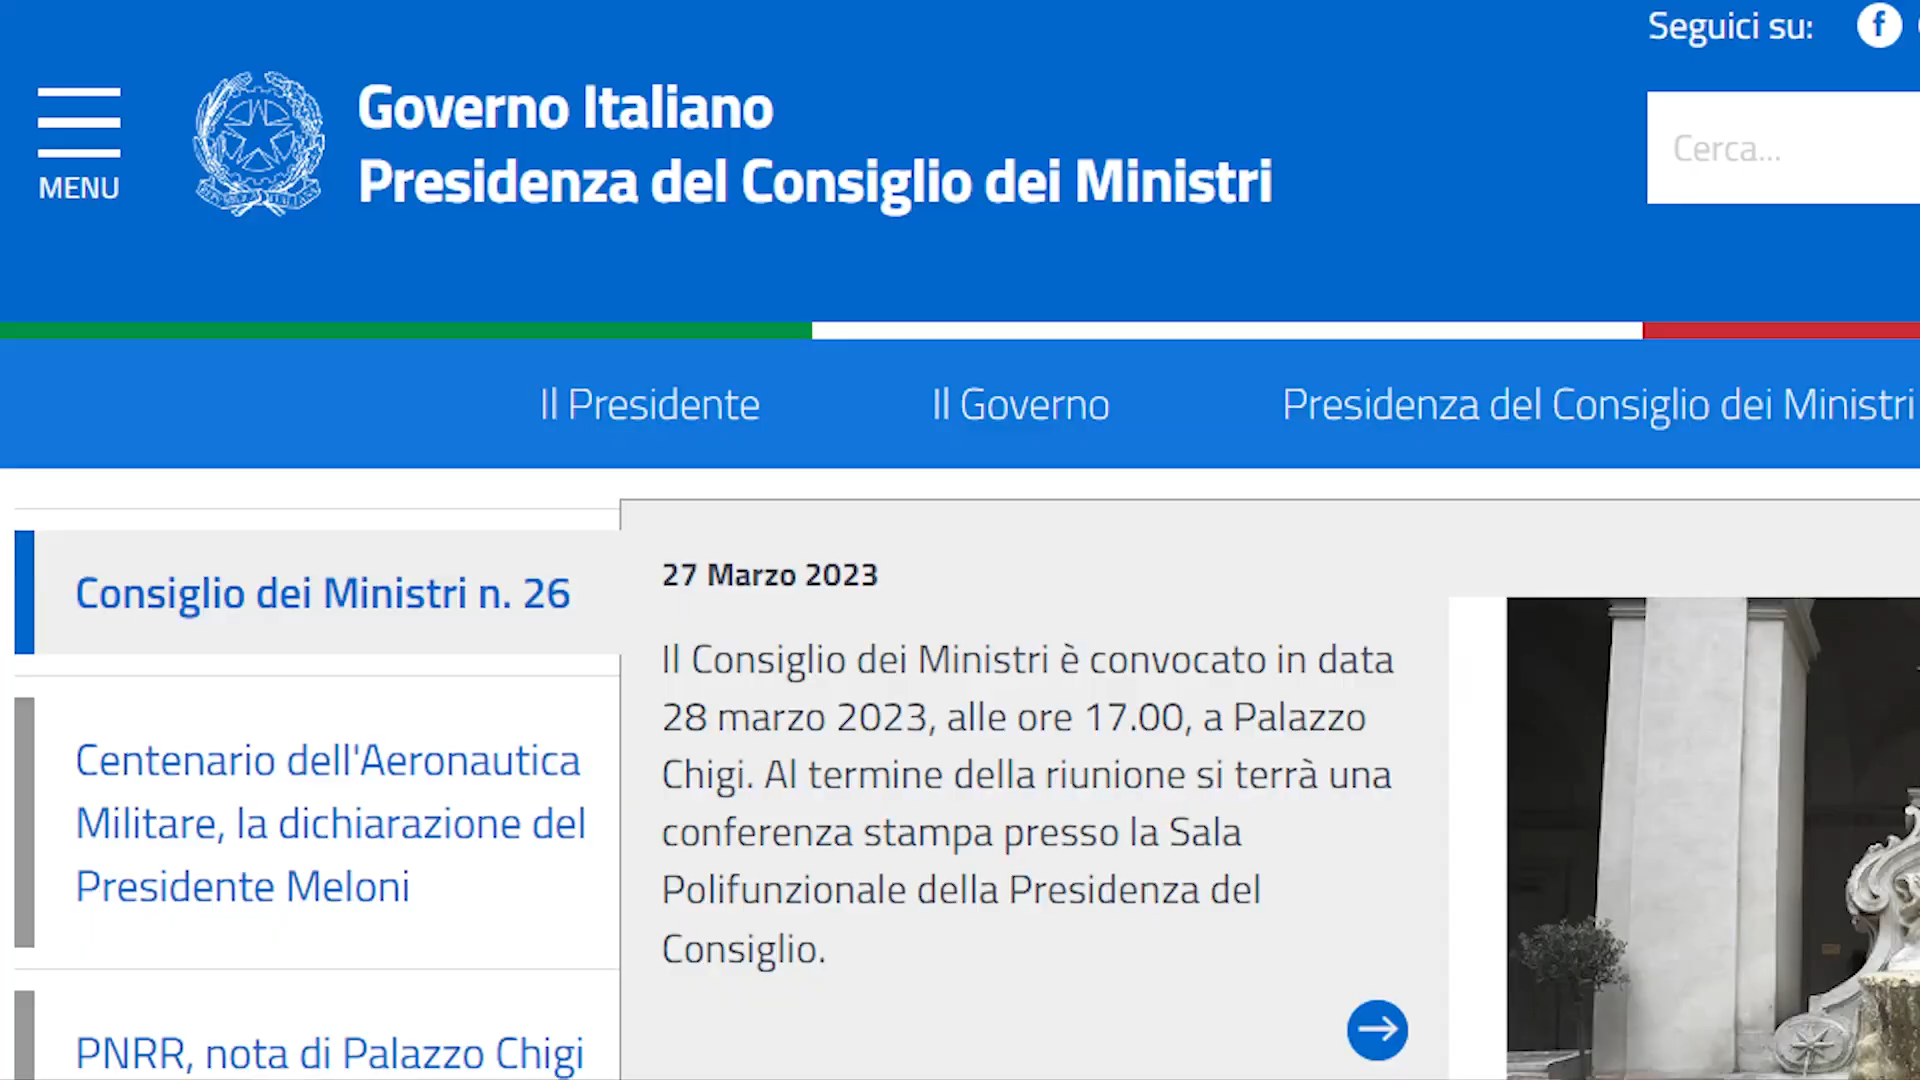 Seguici su:
MENU
Governo Italiano
Presidenza del Consiglio dei Ministri
Cerca...
Il Presidente
Il Governo
Presidenza del Consiglio dei Ministri
Consiglio dei Ministri n. 26
Centenario dell'Aeronautica
Militare, la dichiarazione del
Presidente Meloni
PNRR, nota di Palazzo Chigi
27 Marzo 2023
Il Consiglio dei Ministri è convocato in data
28 marzo 2023, alle ore 17.00, a Palazzo
Chigi. Al termine della riunione si terrà una
conferenza stampa presso la Sala
Polifunzionale della Presidenza del
Consiglio.